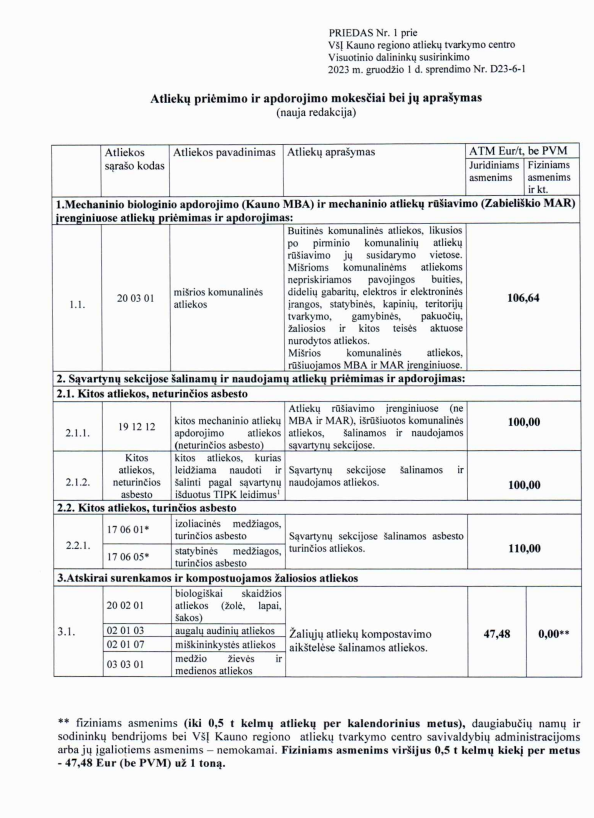 PRIEDAS Nr. 1 prie
VšĮ Kauno regiono atliekų tvarkymo centro
Visuotinio dalininkų susirinkimo
2023 m. gruodžio 1 d. sprendimo Nr. D23-6-1
Atliekų priėmimo ir apdorojimo mokesčiai bei jų aprašymas
(nauja redakcija)
Atliekos sąrašo kodas
Atliekos pavadinimas
Atliekų aprašymas
ATM Eur/t, be PVM
Juridiniams asmenims
Fiziniams asmenims ir kt.
1.Mechaninio biologinio apdorojimo (Kauno MBA) ir mechaninio atliekų rūšiavimo (Zabieliškio MAR)
įrenginiuose atliekų priėmimas ir apdorojimas:
1.1.
20 03 01
mišrios komunalinės
atliekos
Buitinės komunalinės atliekos, likusios
po pirminio komunalinių atliekų
rūšiavimo jų susidarymo vietose.
Mišrioms komunalinėms atliekoms
nepriskiriamos pavojingos buities,
didelių gabaritų, elektros ir elektroninės
įrangos, statybinės, kapinių, teritorijų
tvarkymo, gamybinės, pakuočių,
žaliosios ir kitos teisės aktuose
nurodytos atliekos.
Mišrios komunalinės atliekos,
rūšiuojamos MBA ir MAR įrenginiuose.
106,64
2. Sąvartynų sekcijose šalinamų ir naudojamų atliekų priėmimas ir apdorojimas:
2.1. Kitos atliekos, neturinčios asbesto
2.1.1.
19 12 12
kitos mechaninio atliekų
apdorojimo atliekos
(neturinčios asbesto)
Atliekų rūšiavimo įrenginiuose (ne
MBA ir MAR), išrūšiuotos komunalinės
atliekos, šalinamos ir naudojamos
sąvartynų sekcijose.
100,00
2.1.2.
Kitos
atliekos,
neturinčios
asbesto
kitos atliekos, kurias
leidžiama naudoti ir
šalinti pagal sąvartynų
išduotus TIPK leidimus¹
Sąvartynų sekcijose šalinamos ir
naudojamos atliekos.
100,00
2.2. Kitos atliekos, turinčios asbesto
2.2.1.
17 06 01*
izoliacinės medžiagos,
turinčios asbesto
17 06 05*
statybinės medžiagos,
turinčios asbesto
Sąvartynų sekcijose šalinamos asbesto
turinčios atliekos.
110,00
3.Atskirai surenkamos ir kompostuojamos žaliosios atliekos
3.1.
20 02 01
biologiškai skaidžios
atliekos (žolė, lapai,
šakos)
02 01 03
augalų audinių atliekos
02 01 07
miškininkystės atliekos
03 03 01
medžio žievės ir
medienos atliekos
Žaliųjų atliekų kompostavimo
aikštelėse šalinamos atliekos.
47,48
0,00**
** fiziniams asmenims (iki 0,5 t kelmų atliekų per kalendorinius metus), daugiabučių namų ir
sodininkų bendrijoms bei VšĮ Kauno regiono atliekų tvarkymo centro savivaldybių administracijoms
arba jų įgaliotiems asmenims – nemokamai. Fiziniams asmenims viršijus 0,5 t kelmų kiekį per metus
- 47,48 Eur (be PVM) už 1 toną.